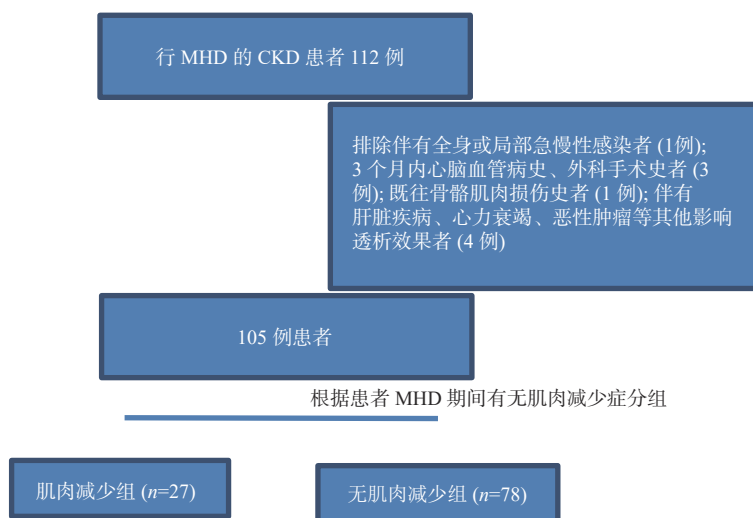 行 MHD 的 CKD 患者 112 例
排除伴有全身或局部急慢性感染者 (1例);
3 个月内心脑血管病史、外科手术史者 (3
例); 既往骨骼肌肉损伤史者 (1 例); 伴有
肝脏疾病、心力衰竭、恶性肿瘤等其他影响
透析效果者 (4 例)
105 例患者
根据患者 MHD 期间有无肌肉减少症分组
肌肉减少组 (n=27)
无肌肉减少组 (n=78)